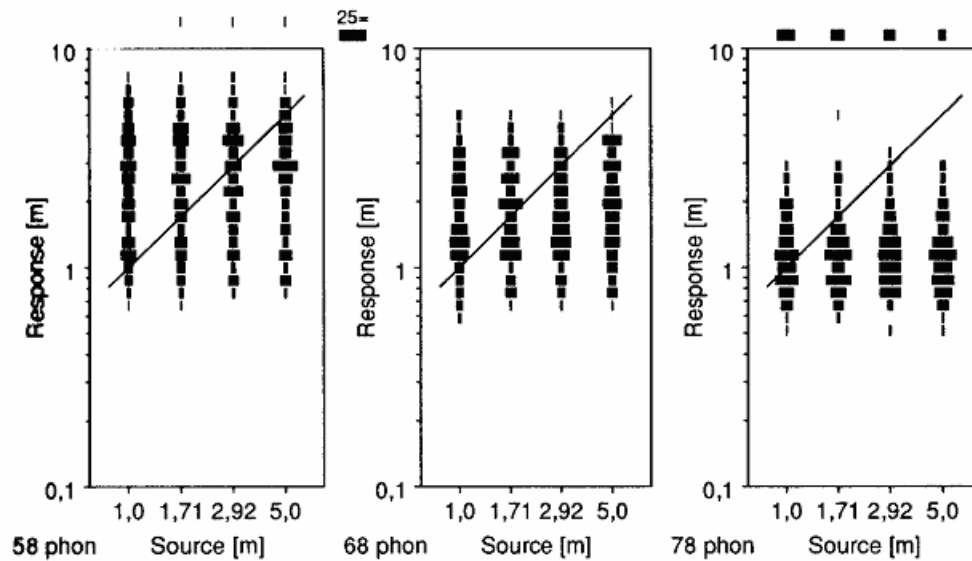 25=
10
1
0,1
Response [m]
1,0 1,71 2,92 5,0
58 phon Source [m]
10
1
0,1
Response [m]
1,0 1,71 2,92 5,0
68 phon Source [m]
10
1
0,1
Response [m]
1,0 1,71 2,92 5,0
78 phon Source [m]